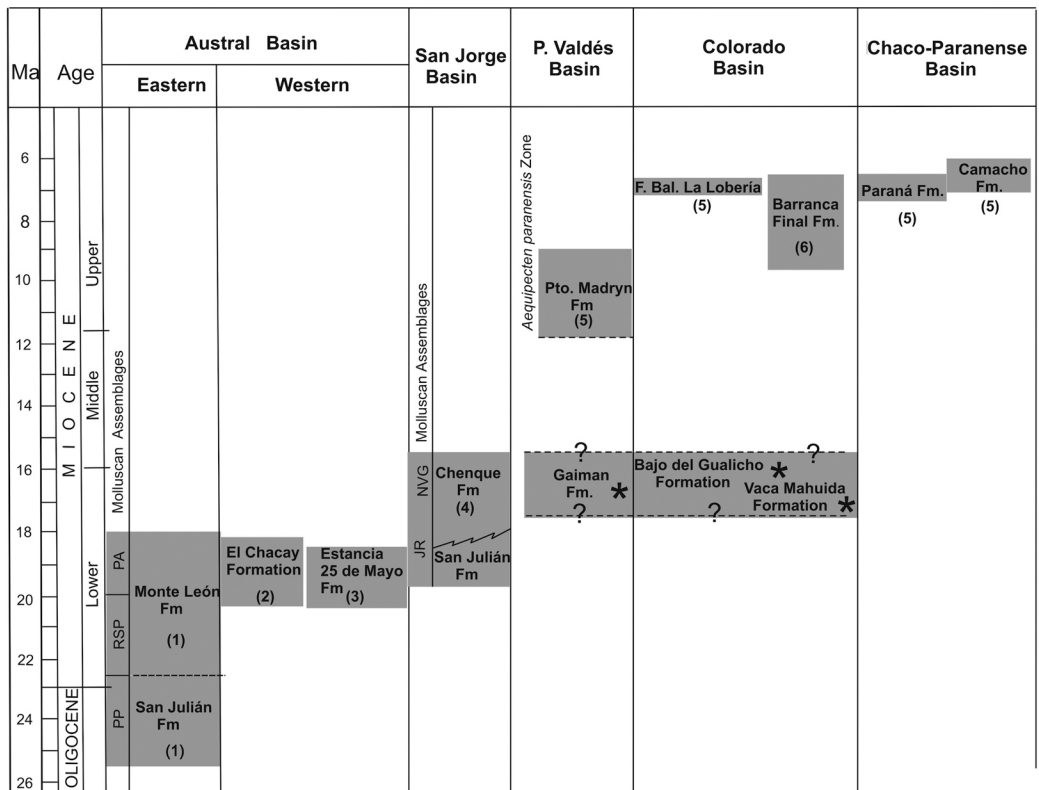 Ma
Age
Austral Basin
Eastern
Western
San Jorge
Basin
P. Valdés
Basin
Colorado
Basin
Chaco-Paranense
Basin
6
8
10
12
14
16
18
20
22
24
26
MIOCENE
OLIGOCENE
Upper
Middle
Lower
Molluscan Assemblages
PA
RSP
PP
Monte León
Fm
(1)
San Julián
Fm
(1)
El Chacay
Formation
(2)
Estancia
25 de Mayo
Fm
(3)
Molluscan Assemblages
NVG
JR
Chenque
Fm
(4)
San Julián
Fm
Aequipecten paranensis Zone
Pto. Madryn
Fm
(5)
?
Gaiman
Fm. *
?
F. Bal. La Lobería
(5)
Barranca
Final Fm.
(6)
?
Bajo del Gualicho
Formation *
Vaca Mahuida
Formation *
?
Paraná Fm.
(5)
Camacho
Fm.
(5)